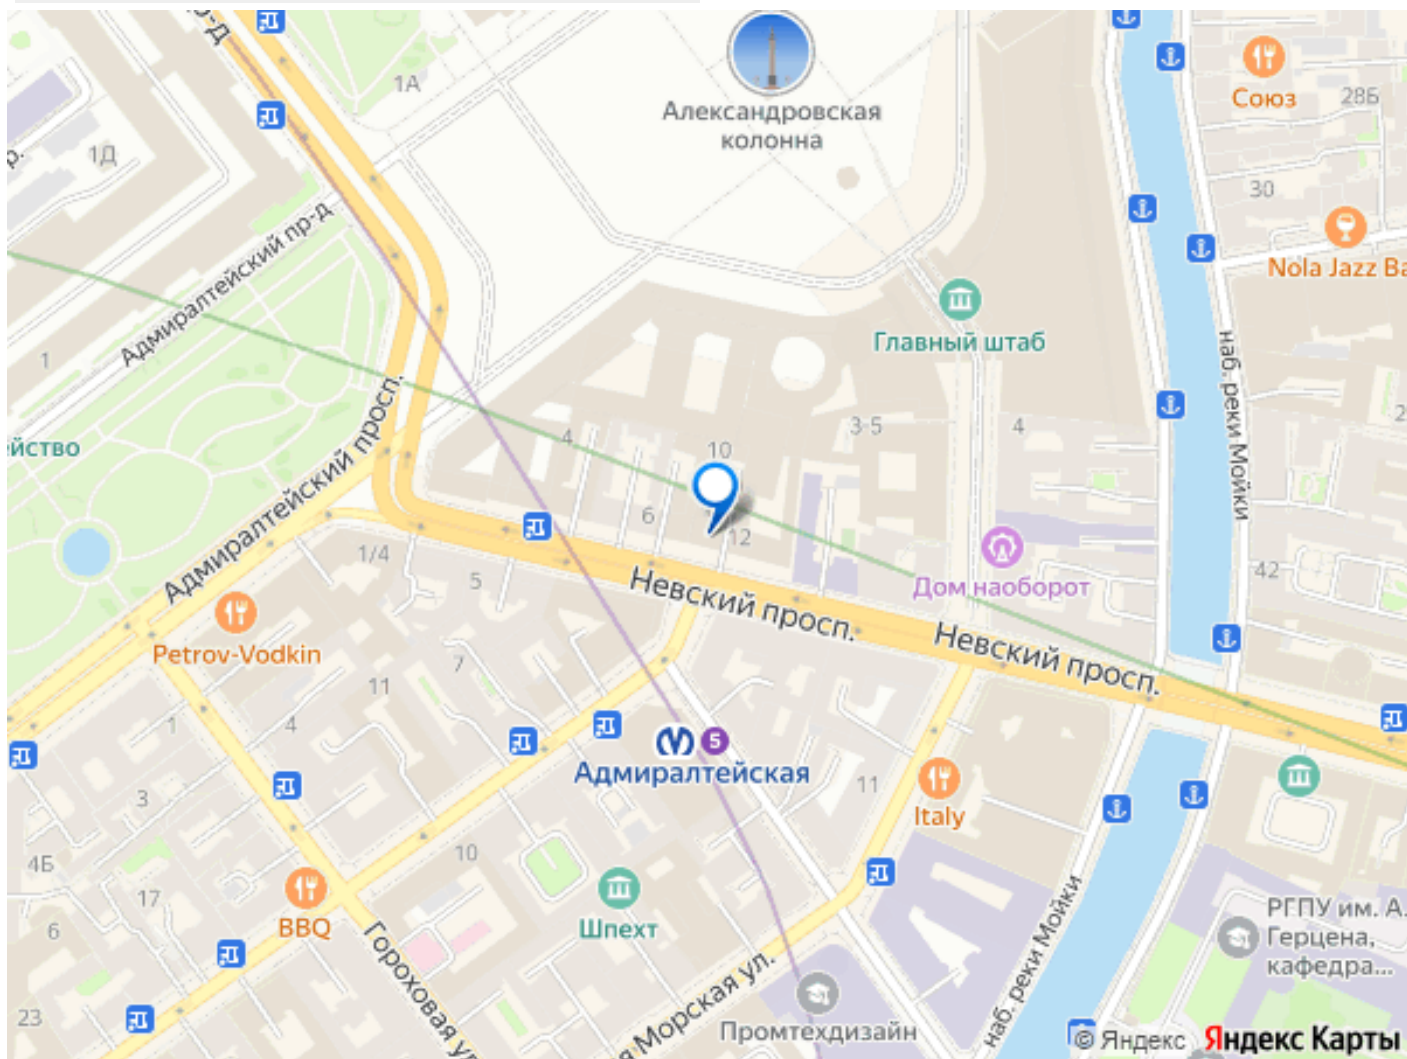 р-д
1А
Александровская
колонна
Союз
28Б
1Д
р.
30
Адмиралтейский пр-д
Nola Jazz Ba
Главный штаб
1
наб. реки Мойки
ейство
Адмиралтейский просп.
4
10
3-5
4
2
6
12
1/4
5
Дом наоборот
42
Невский просп.
Невский просп.
Petrov-Vodkin
7
11
1
4
5
Адмиралтейская
11
3
Italy
4Б
10
17
BBQ
Шпехт
6
Гороховая ул
РГПУ им. А.
Герцена,
кафедра...
наб. реки Мойки
я Морская ул.
23
Промтехдизайн
© Яндекс Яндекс Карты